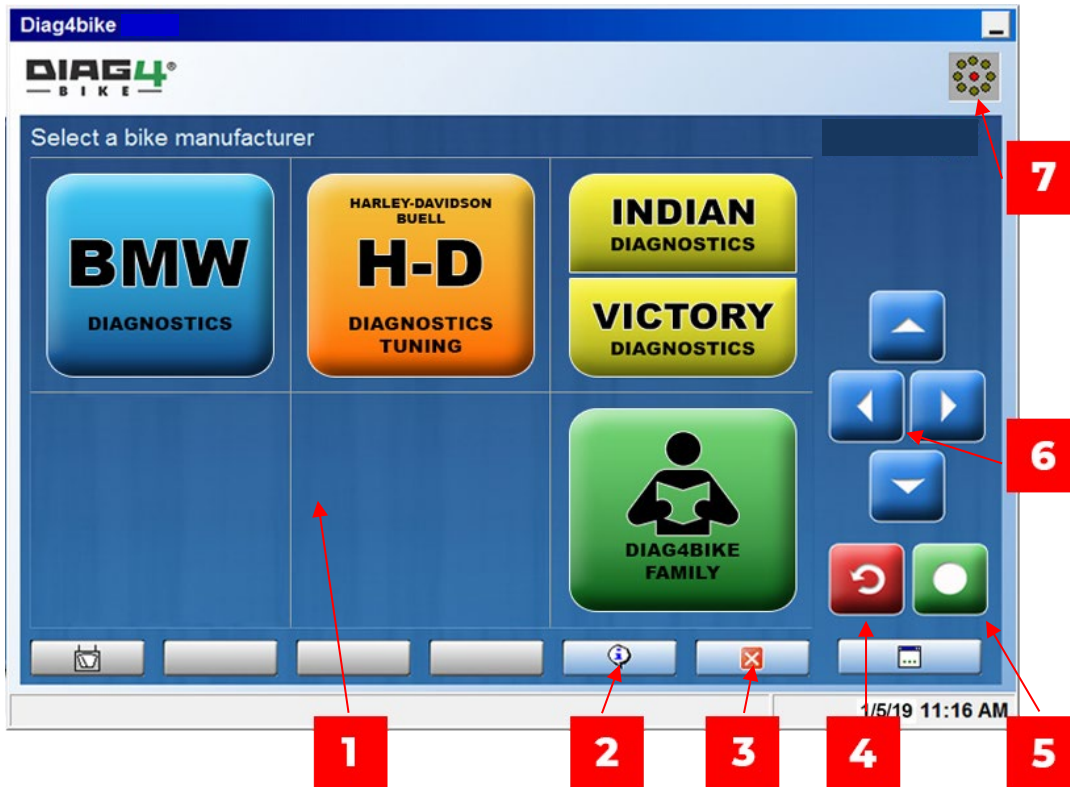 Diag4bike
DIAG4®
BIKE
Select a bike manufacturer
7
BMW
DIAGNOSTICS
HARLEY-DAVIDSON
BUELL
H-D
DIAGNOSTICS
TUNING
INDIAN
DIAGNOSTICS
VICTORY
DIAGNOSTICS
6
DIAG4BIKE
FAMILY
1/5/19 11:16 AM
1
2
3
4
5